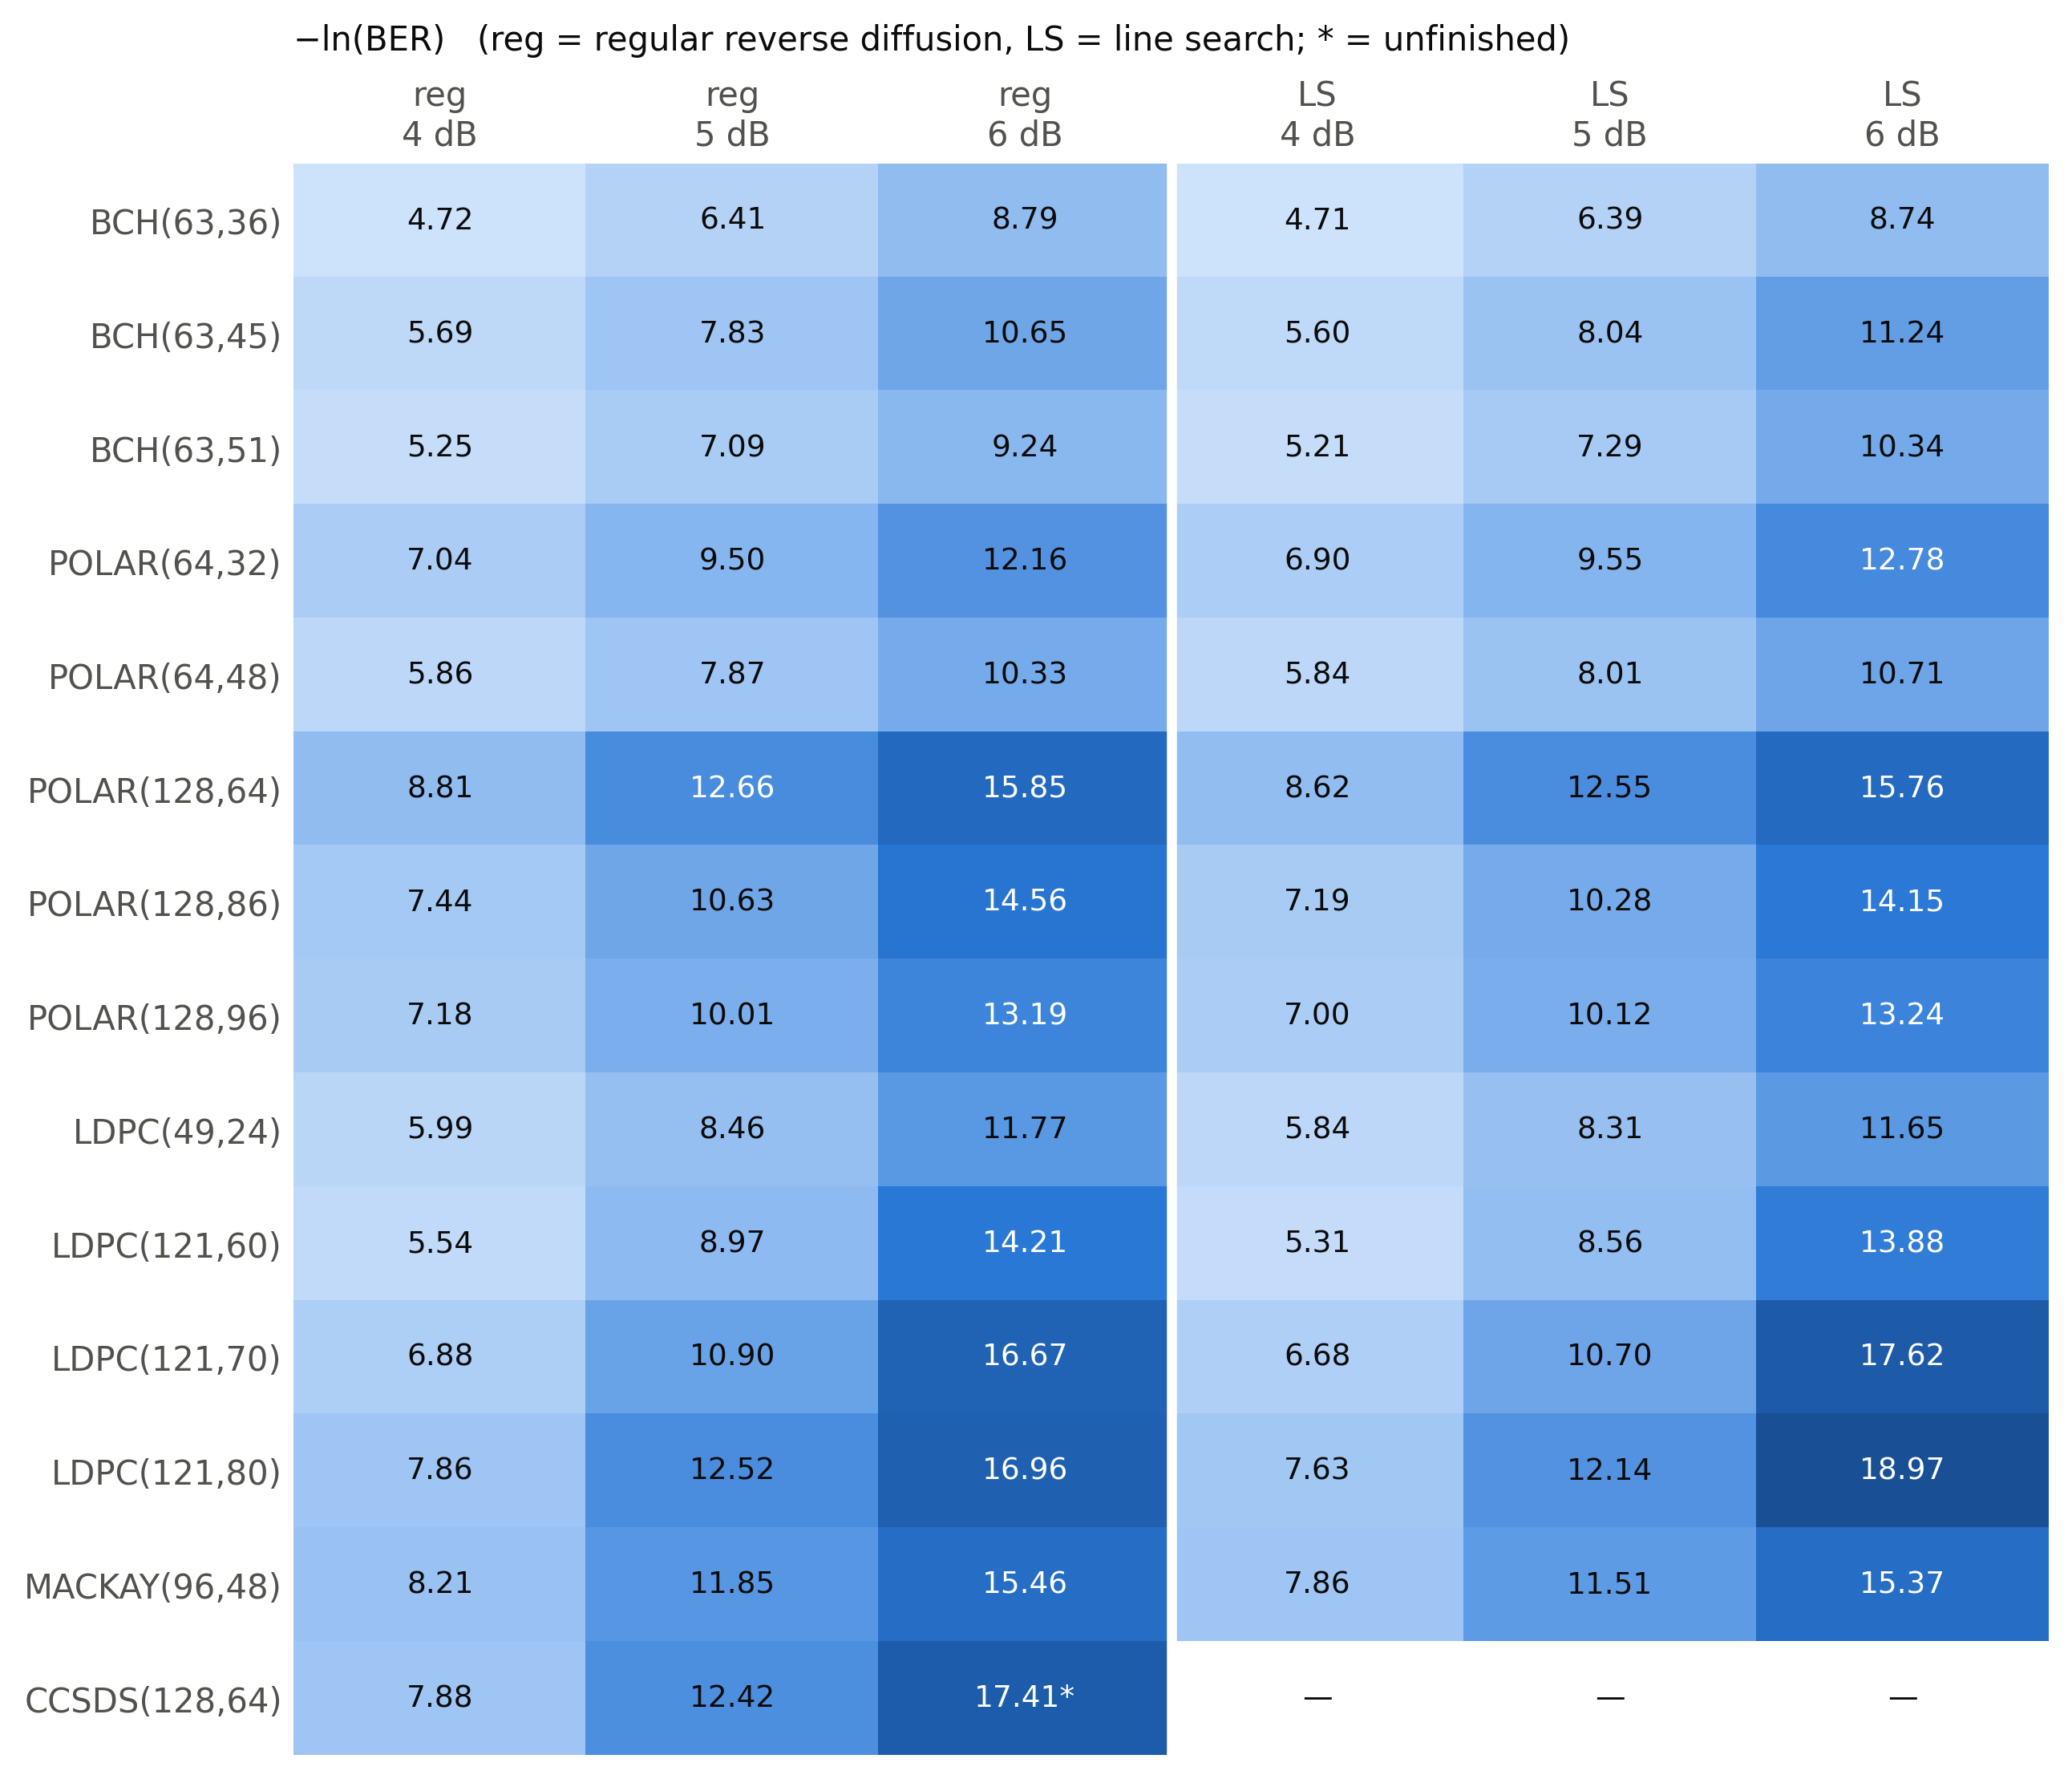 −ln(BER)   (reg = regular reverse diffusion, LS = line search; * = unfinished)
reg reg reg LS LS LS
4 dB 5 dB 6 dB 4 dB 5 dB 6 dB
BCH(63,36) 4.72 6.41 8.79 4.71 6.39 8.74
BCH(63,45) 5.69 7.83 10.65 5.60 8.04 11.24
BCH(63,51) 5.25 7.09 9.24 5.21 7.29 10.34
POLAR(64,32) 7.04 9.50 12.16 6.90 9.55 12.78
POLAR(64,48) 5.86 7.87 10.33 5.84 8.01 10.71
POLAR(128,64) 8.81 12.66 15.85 8.62 12.55 15.76
POLAR(128,86) 7.44 10.63 14.56 7.19 10.28 14.15
POLAR(128,96) 7.18 10.01 13.19 7.00 10.12 13.24
LDPC(49,24) 5.99 8.46 11.77 5.84 8.31 11.65
LDPC(121,60) 5.54 8.97 14.21 5.31 8.56 13.88
LDPC(121,70) 6.88 10.90 16.67 6.68 10.70 17.62
LDPC(121,80) 7.86 12.52 16.96 7.63 12.14 18.97
MACKAY(96,48) 8.21 11.85 15.46 7.86 11.51 15.37
CCSDS(128,64) 7.88 12.42 17.41* — — —